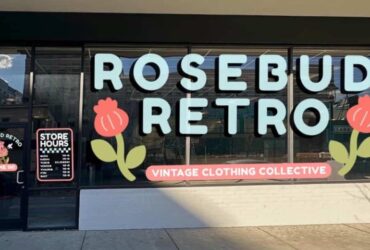 ROSEBUD
RETRO
VINTAGE CLOTHING COLLECTIVE
STORE
HOURS